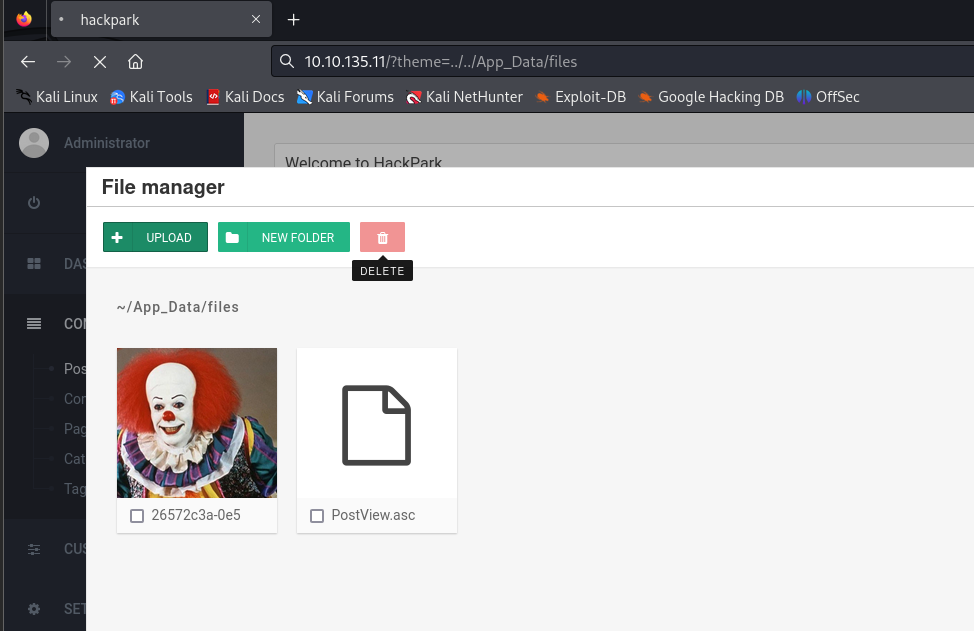 hackpark
10.10.135.11/?theme=../../App_Data/files
Kali Linux Kali Tools Kali Docs Kali Forums Kali NetHunter Exploit-DB Google Hacking DB OffSec
Administrator
Welcome to HackPark
File manager
UPLOAD NEW FOLDER
DELETE
DAS
~/App_Data/files
CON
Pos
Con
Pag
Cat
Tag
26572c3a-0e5 PostView.asc
CUS
SET